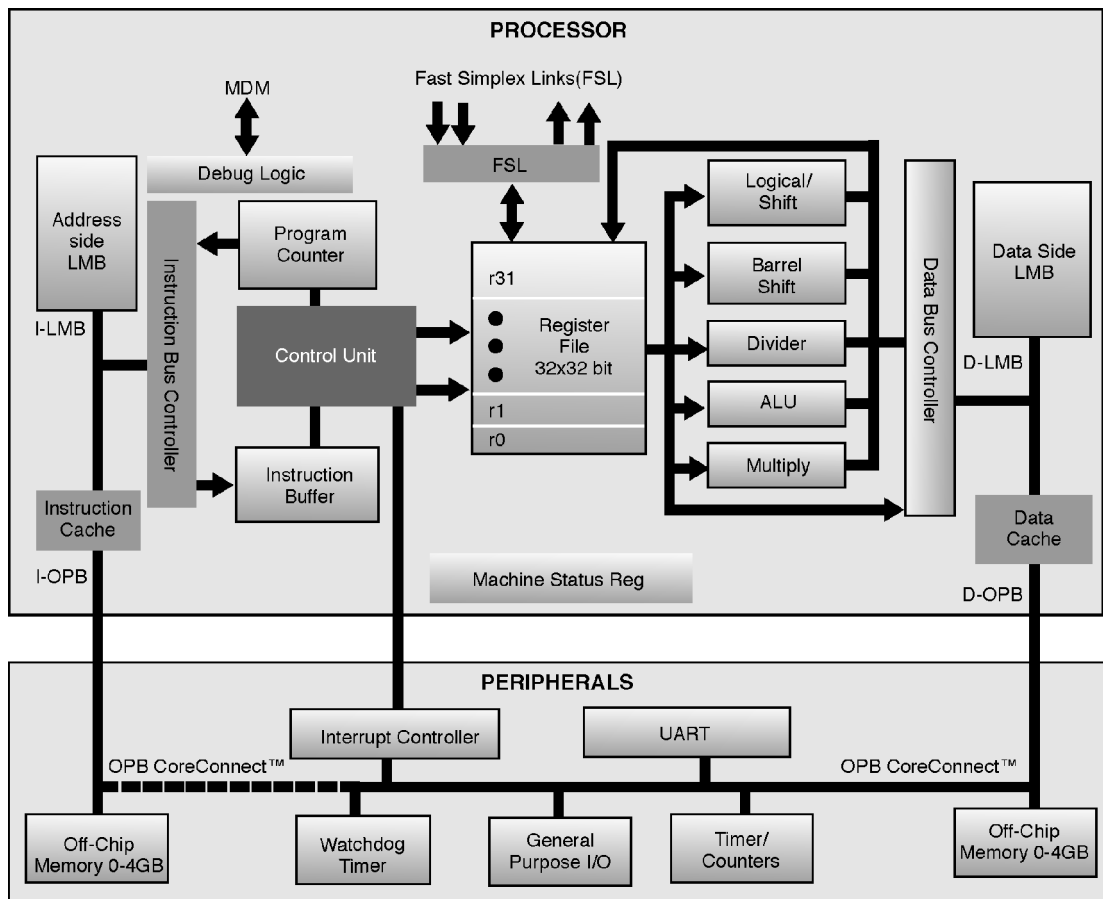 PROCESSOR
Fast Simplex Links(FSL)
MDM
Debug Logic
FSL
Address
side
LMB
Instruction Bus Controller
Program
Counter
Control Unit
Instruction
Buffer
I-LMB
Instruction
Cache
I-OPB
r31
Register
File
32x32 bit
r1
r0
Logical/
Shift
Barrel
Shift
Divider
ALU
Multiply
Data Bus Controller
Data Side
LMB
D-LMB
Data
Cache
D-OPB
Machine Status Reg
PERIPHERALS
Interrupt Controller
UART
OPB CoreConnect™
OPB CoreConnect™
Off-Chip
Memory 0-4GB
Watchdog
Timer
General
Purpose I/O
Timer/
Counters
Off-Chip
Memory 0-4GB